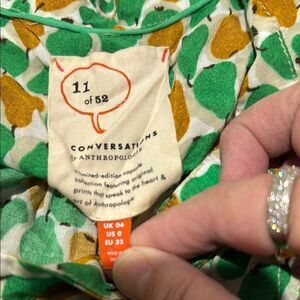 11
of 52
CONVERSATIONS
by ANTHROPOLOGIE
A limited-edition capsule
collection featuring original
prints that speak to the heart &
art of Anthropologie
UK 04
US 0
EU 32